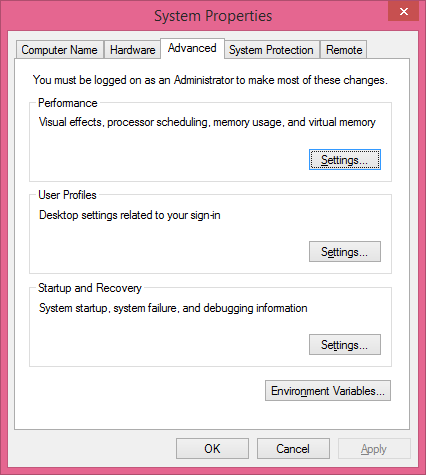 System Properties
Computer Name Hardware Advanced System Protection Remote
You must be logged on as an Administrator to make most of these changes.
Performance
Visual effects, processor scheduling, memory usage, and virtual memory
Settings...
User Profiles
Desktop settings related to your sign-in
Settings...
Startup and Recovery
System startup, system failure, and debugging information
Settings...
Environment Variables...
OK Cancel Apply